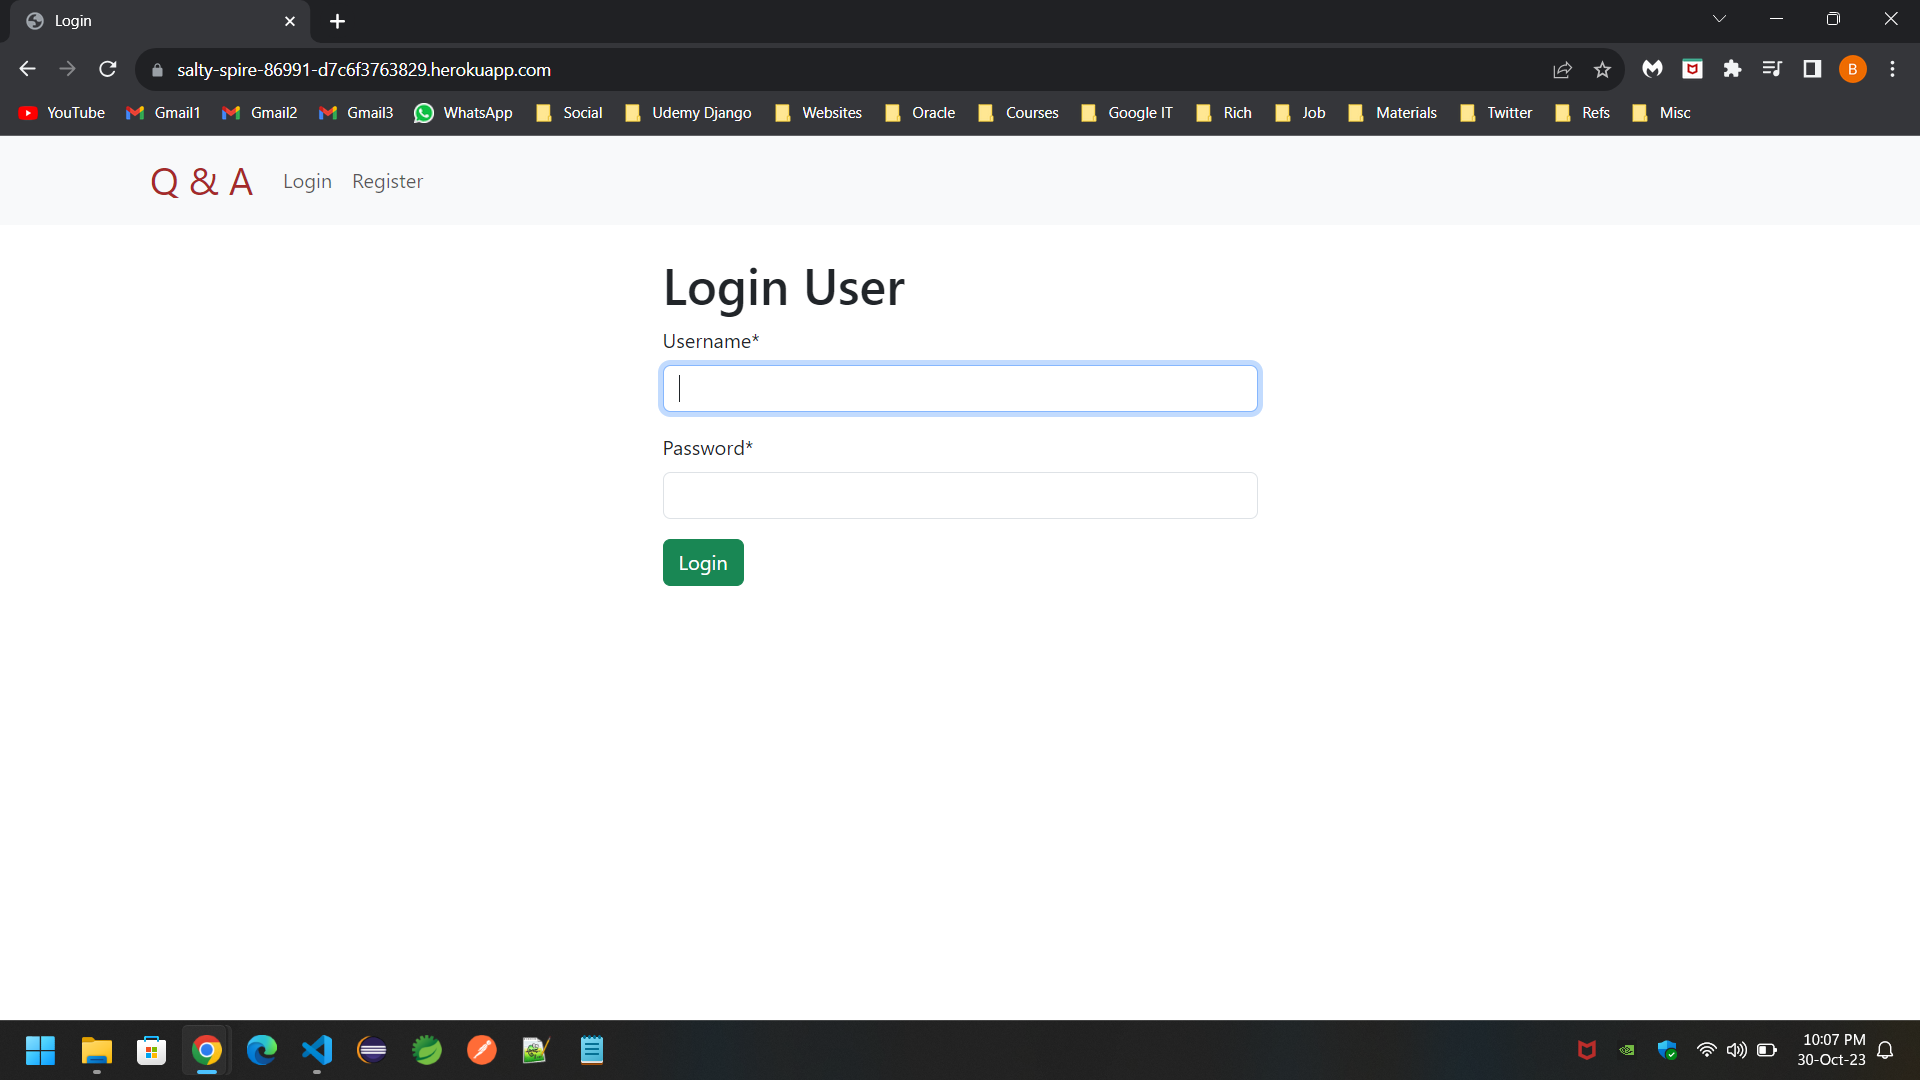 Login
salty-spire-86991-d7c6f3763829.herokuapp.com
B
YouTube Gmail1 Gmail2 Gmail3 WhatsApp Social Udemy Django Websites Oracle Courses Google IT Rich Job Materials Twitter Refs Misc
Q & A Login Register
Login User
Username*
Password*
Login
10:07 PM
30-Oct-23